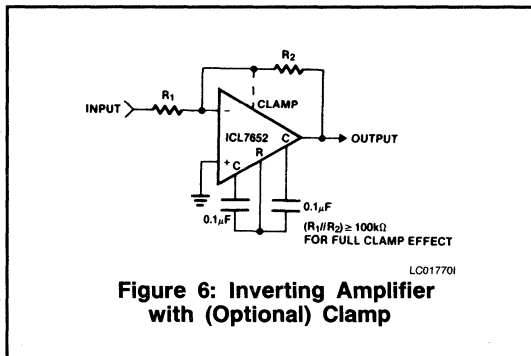 R2
R1
CLAMP
INPUT
−
ICL7652
C
OUTPUT
R
+
C
0.1μF
0.1μF
(R1//R2) ≥ 100kΩ
FOR FULL CLAMP EFFECT
LC01770I
Figure 6: Inverting Amplifier
with (Optional) Clamp